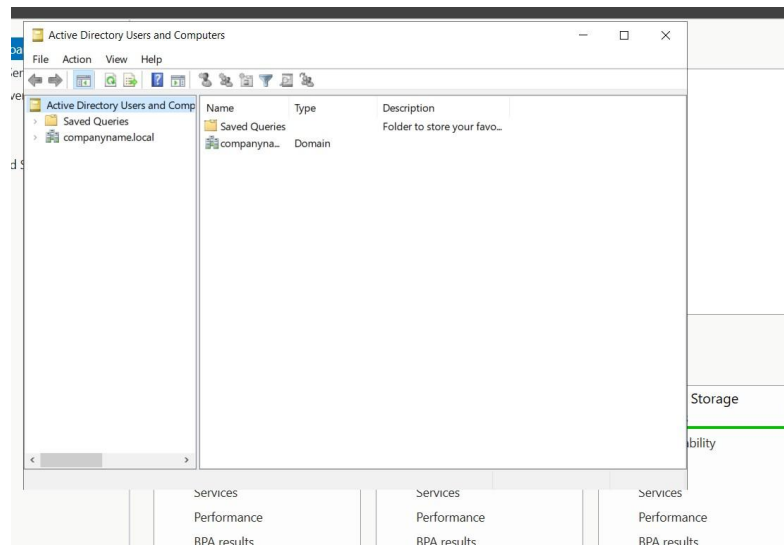 Active Directory Users and Computers
File Action View Help
Active Directory Users and Comp
Saved Queries
companyname.local
Name Type Description
Saved Queries Folder to store your favo...
companyna... Domain
Storage
Services Services Services
Performance Performance Performance
BPA results BPA results BPA results